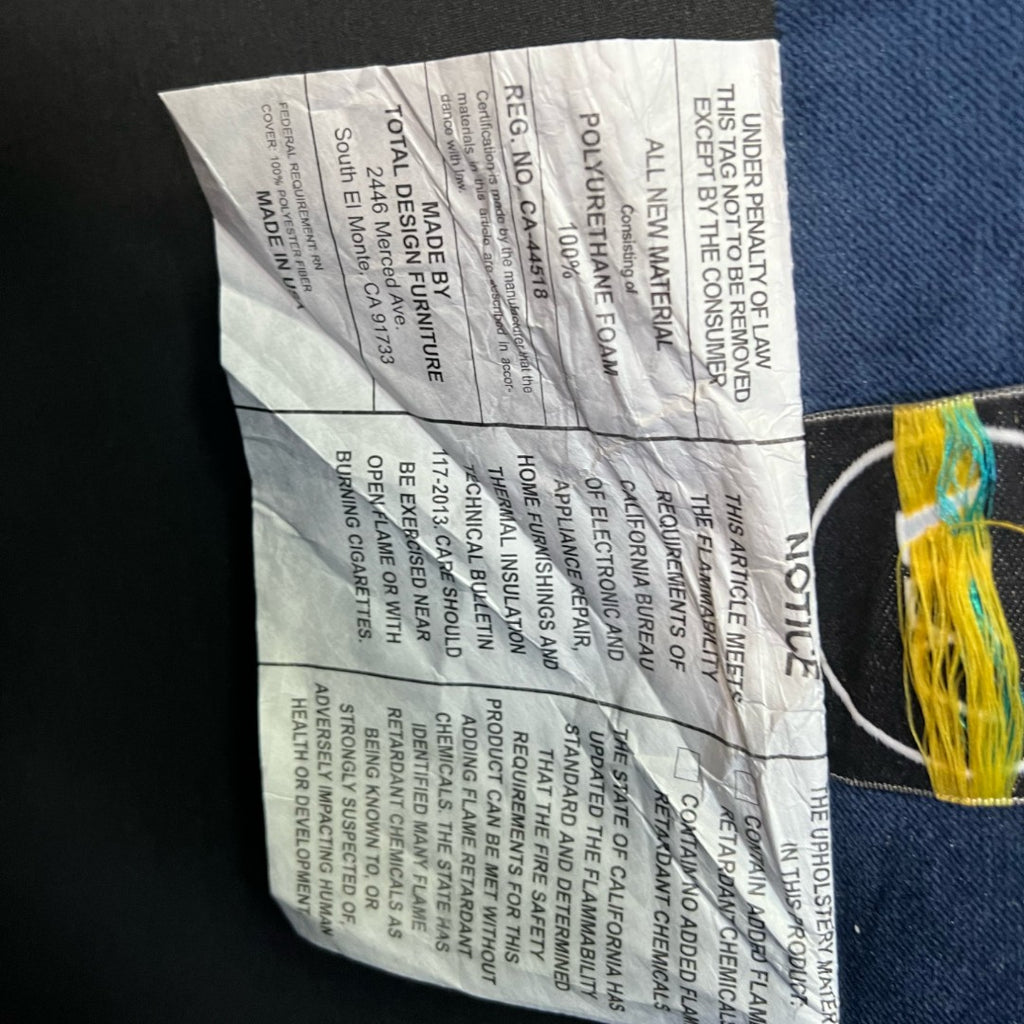 UNDER PENALTY OF LAW
THIS TAG NOT TO BE REMOVED
EXCEPT BY THE CONSUMER
ALL NEW MATERIAL
Consisting of
POLYURETHANE FOAM
100%
REG. NO. CA-44518
Certification is made by the manufacturer that the
materials in this article are described in accor-
dance with law.
MADE BY
TOTAL DESIGN FURNITURE
2446 Merced Ave.
South El Monte, CA 91733
FEDERAL REQUIREMENT: RN
COVER: 100% POLYESTER FIBER
MADE IN USA
NOTICE
THIS ARTICLE MEETS
THE FLAMMABILITY
REQUIREMENTS OF
CALIFORNIA BUREAU
OF ELECTRONIC AND
APPLIANCE REPAIR,
HOME FURNISHINGS AND
THERMAL INSULATION
TECHNICAL BULLETIN
117-2013. CARE SHOULD
BE EXERCISED NEAR
OPEN FLAME OR WITH
BURNING CIGARETTES.
THE UPHOLSTERY MATER
IN THIS PRODUCT:
CONTAIN ADDED FLAM
RETARDANT CHEMICALS
CONTAIN NO ADDED FLAM
RETARDANT CHEMICALS
THE STATE OF CALIFORNIA HAS
UPDATED THE FLAMMABILITY
STANDARD AND DETERMINED
THAT THE FIRE SAFETY
REQUIREMENTS FOR THIS
PRODUCT CAN BE MET WITHOUT
ADDING FLAME RETARDANT
CHEMICALS. THE STATE HAS
IDENTIFIED MANY FLAME
RETARDANT CHEMICALS AS
BEING KNOWN TO, OR
STRONGLY SUSPECTED OF,
ADVERSELY IMPACTING HUMAN
HEALTH OR DEVELOPMENT.